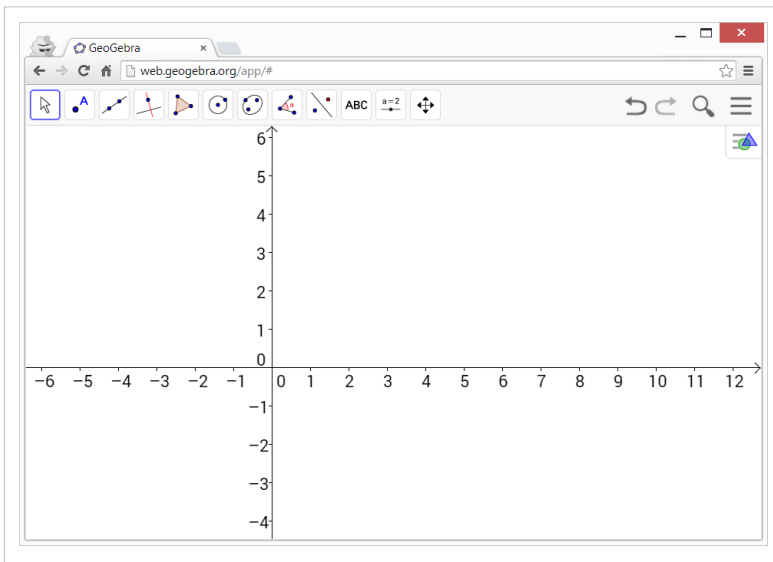 GeoGebra
web.geogebra.org/app/#
A
α
ABC
a=2
6
5
4
3
2
1
0
−6 −5 −4 −3 −2 −1 0 1 2 3 4 5 6 7 8 9 10 11 12
−1
−2
−3
−4